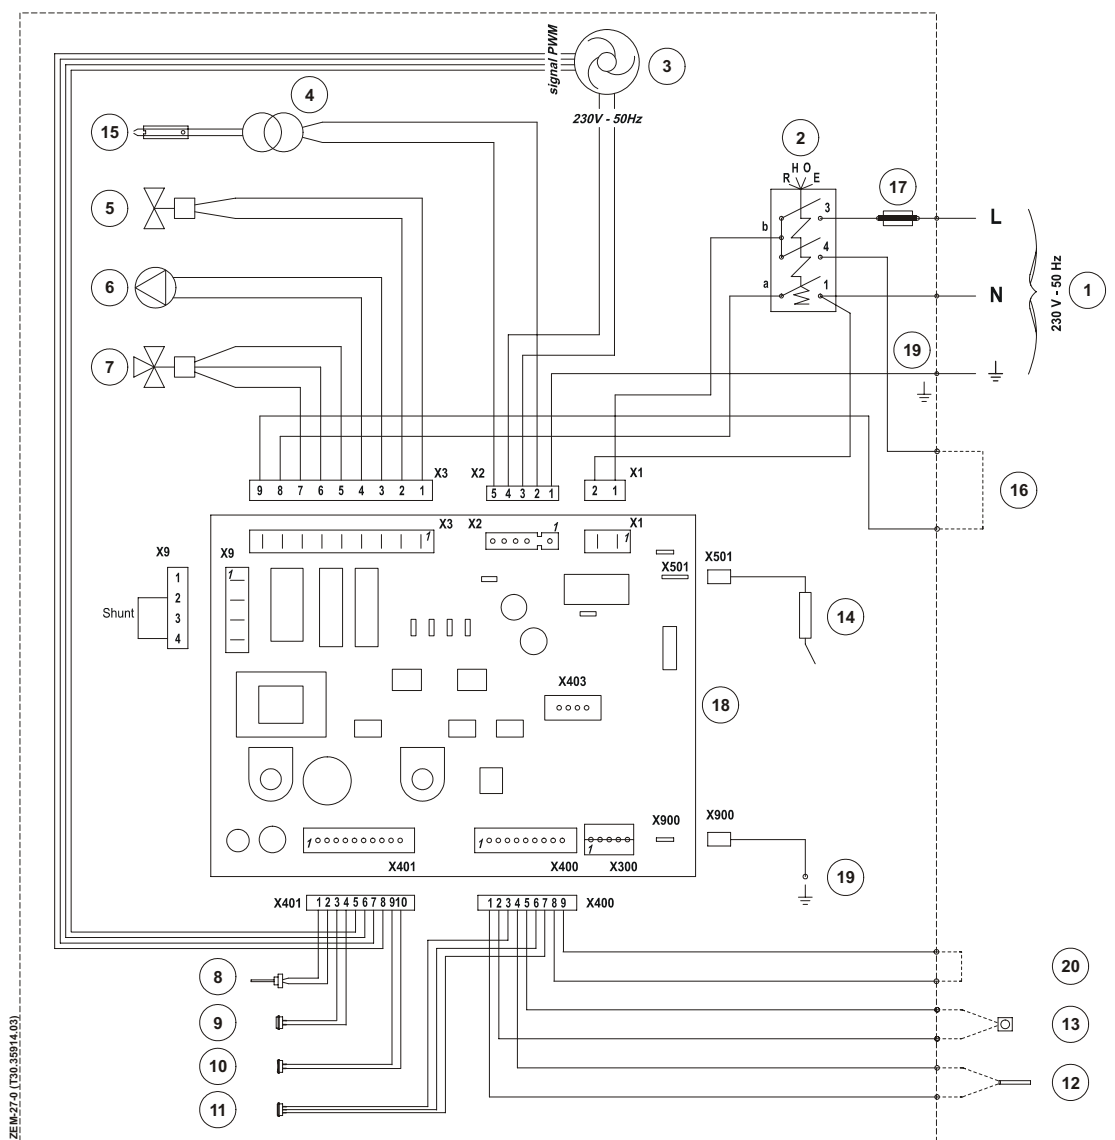 signal PWM
3
4
230V - 50Hz
15
2
H O
R E
17
5
3
L
b
4
6
a
1
N
230 V - 50 Hz
1
7
19
X3
X2
X1
9 8 7 6 5 4 3 2 1
5 4 3 2 1
2 1
16
X3
X2
1
X1
1
1
X9
X9
1
X501
X501
1
2
Shunt
3
4
14
X403
18
X900
X900
1
1
1
X401
X400
X300
19
X401
1 2 3 4 5 6 7 8 9 10
1 2 3 4 5 6 7 8 9
X400
8
20
9
13
10
12
11
ZEM-27-0 (T30.35914.03)